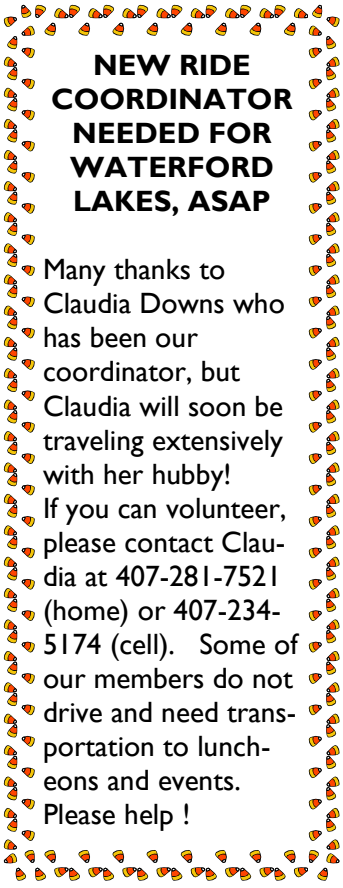 NEW RIDE
COORDINATOR
NEEDED FOR
WATERFORD
LAKES, ASAP
Many thanks to
Claudia Downs who
has been our
coordinator, but
Claudia will soon be
traveling extensively
with her hubby!
If you can volunteer,
please contact Clau-
dia at 407-281-7521
(home) or 407-234-
5174 (cell).   Some of
our members do not
drive and need trans-
portation to lunch-
eons and events.
Please help !